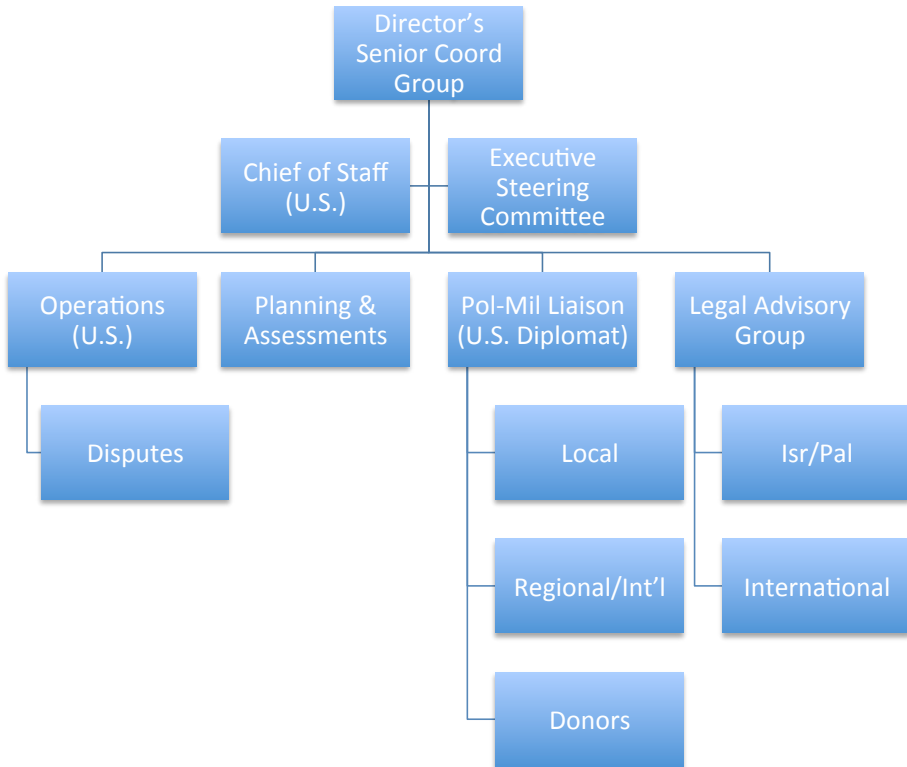 Director’s
Senior Coord
Group
Chief of Staff
(U.S.)
Executive
Steering
Committee
Operations
(U.S.)
Planning &
Assessments
Pol-Mil Liaison
(U.S. Diplomat)
Legal Advisory
Group
Disputes
Local
Isr/Pal
Regional/Int’l
International
Donors